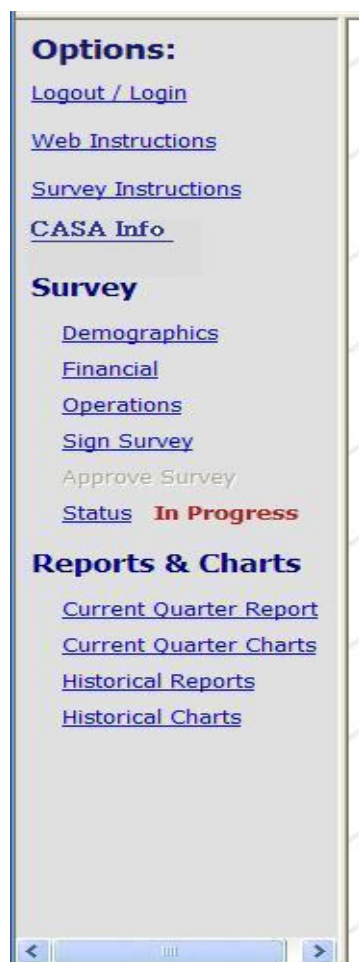 Options:
Logout / Login
Web Instructions
Survey Instructions
CASA Info
Survey
Demographics
Financial
Operations
Sign Survey
Approve Survey
Status In Progress
Reports & Charts
Current Quarter Report
Current Quarter Charts
Historical Reports
Historical Charts